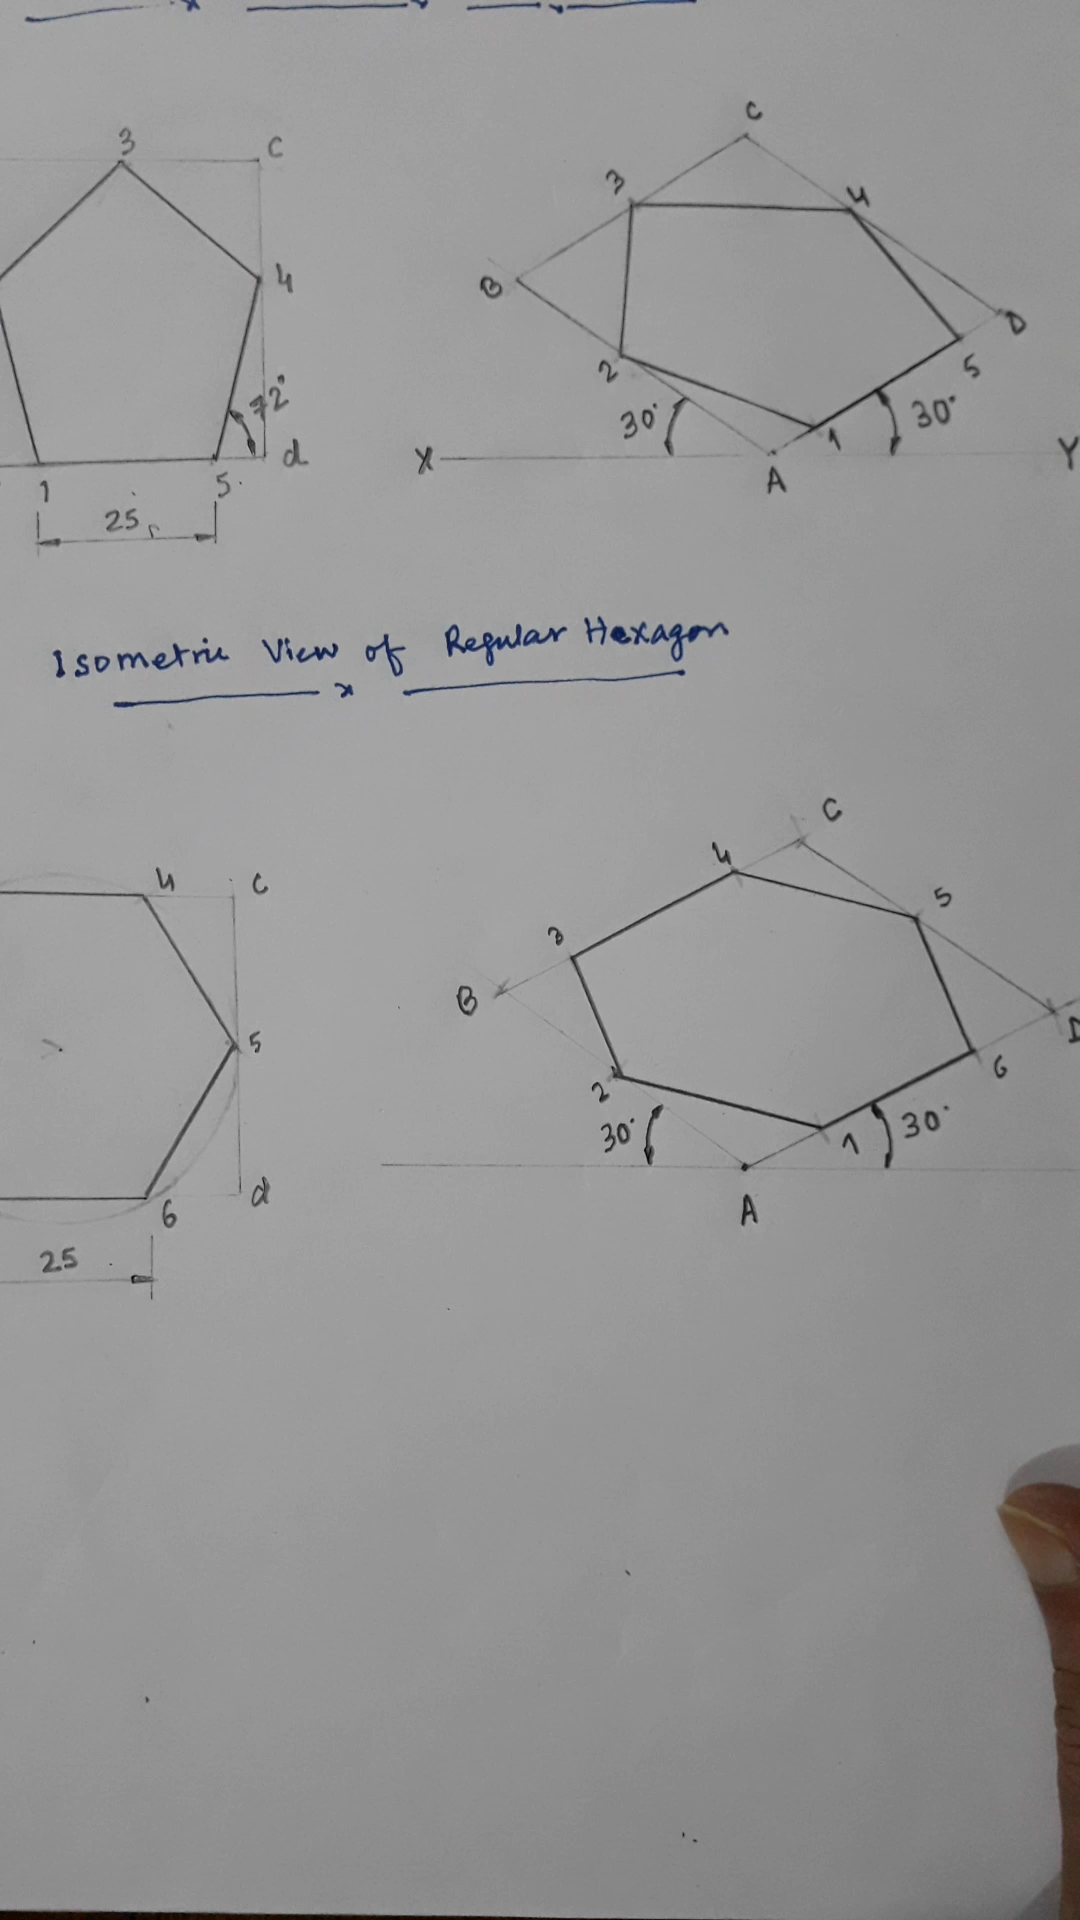 3 C
4
72°
d
1 5
25
C
3 4
B
D
2 5
30° 30°
1
X Y
A
Isometric View of Regular Hexagon
4 C
5
d
6
25
C
4
5
3
B
2 6
30° 1 30°
A